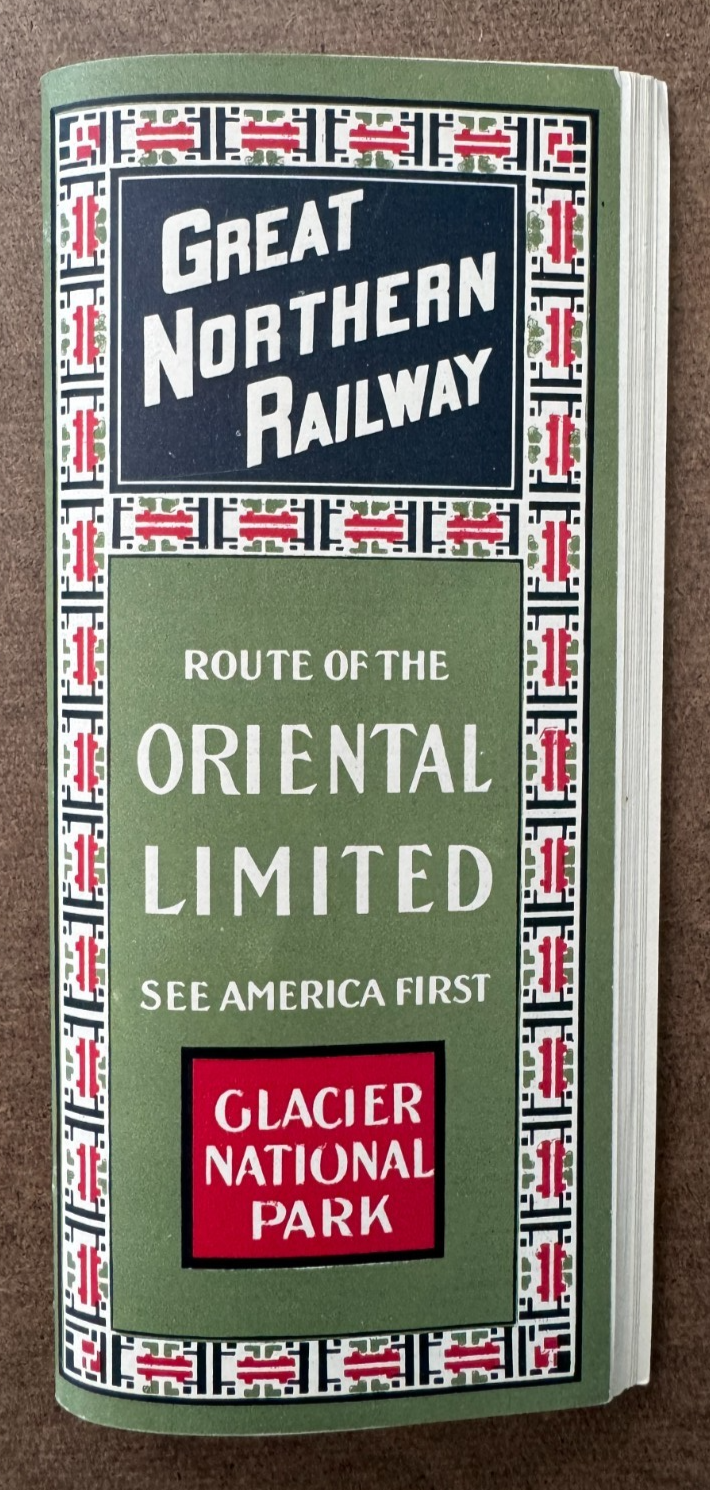 GREAT
NORTHERN
RAILWAY
ROUTE OF THE
ORIENTAL
LIMITED
SEE AMERICA FIRST
GLACIER
NATIONAL
PARK